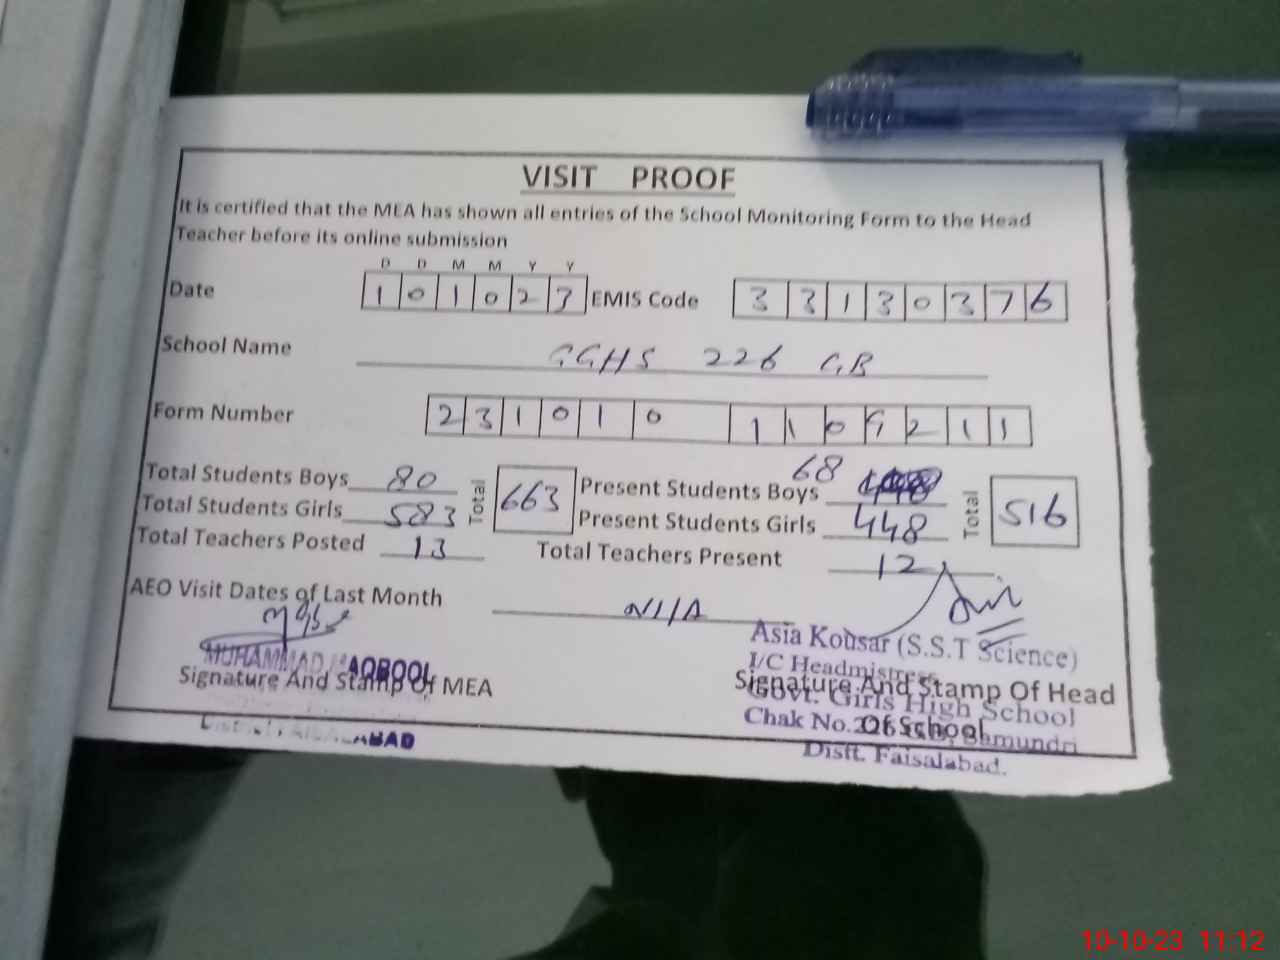 VISIT PROOF
It is certified that the MEA has shown all entries of the School Monitoring Form to the Head
Teacher before its online submission
D D M M Y Y
Date 1 0 1 0 2 3 EMIS Code 3 3 1 3 0 3 7 6
School Name GGHS 226 GB
Form Number 2 3 1 0 1 0 1 1 0 9 2 1 1
Total Students Boys 80 Total 663 Present Students Boys 68 Total 516
Total Students Girls 583 Present Students Girls 448
Total Teachers Posted 13 Total Teachers Present 12
AEO Visit Dates of Last Month N/A
MUHAMMAD MAQBOOL
Signature And Stamp Of MEA
FAISALABAD
Asia Kousar (S.S.T Science)
I/C Headmistress
Signature And Stamp Of Head
Govt. Girls High School
Of School
Chak No. 226 Bamundri
Distt. Faisalabad.
10-10-23 11:12